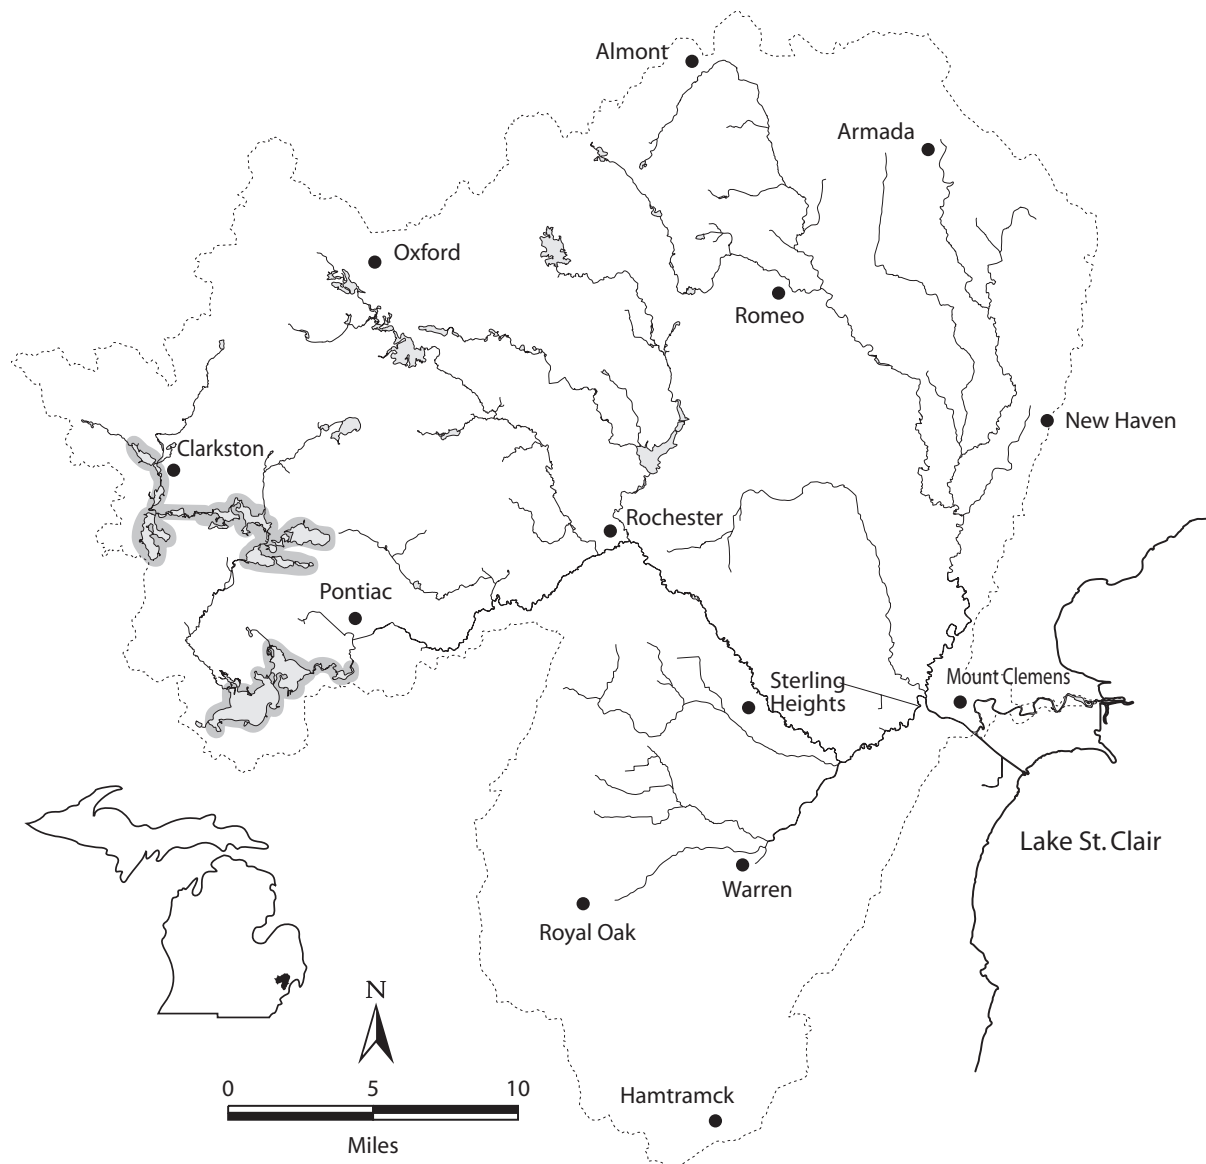 Almont
Armada
Oxford
Romeo
New Haven
Clarkston
Rochester
Pontiac
Mount Clemens
Sterling
Heights
Lake St. Clair
Warren
Royal Oak
N
0 5 10
Miles
Hamtramck